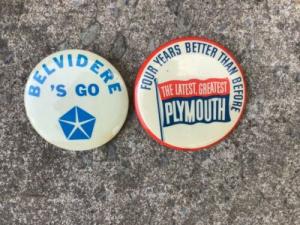 BELVIDERE
'S GO
FOUR YEARS BETTER THAN BEFORE
THE LATEST, GREATEST
PLYMOUTH